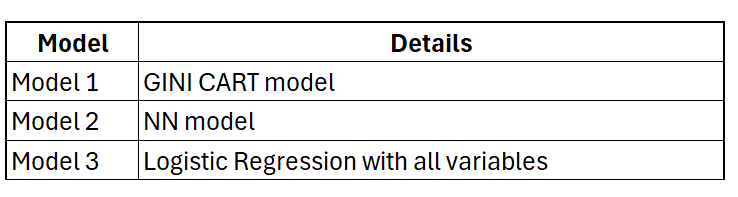 Model Details
Model 1 GINI CART model
Model 2 NN model
Model 3 Logistic Regression with all variables